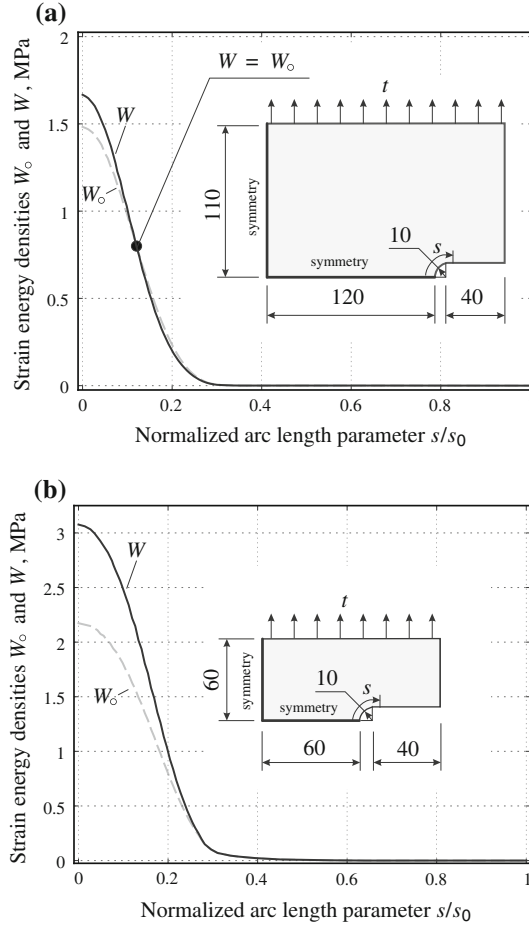 (a)
Strain energy densities W∘ and W, MPa
2
1.5
1
0.5
0
W = W∘
W
W∘
t
110
symmetry
symmetry
10
s
120
40
0
0.2
0.4
0.6
0.8
1
Normalized arc length parameter s/s0
(b)
Strain energy densities W∘ and W, MPa
3
2.5
2
1.5
1
0.5
0
W
W∘
t
60
symmetry
symmetry
10
s
60
40
0
0.2
0.4
0.6
0.8
1
Normalized arc length parameter s/s0